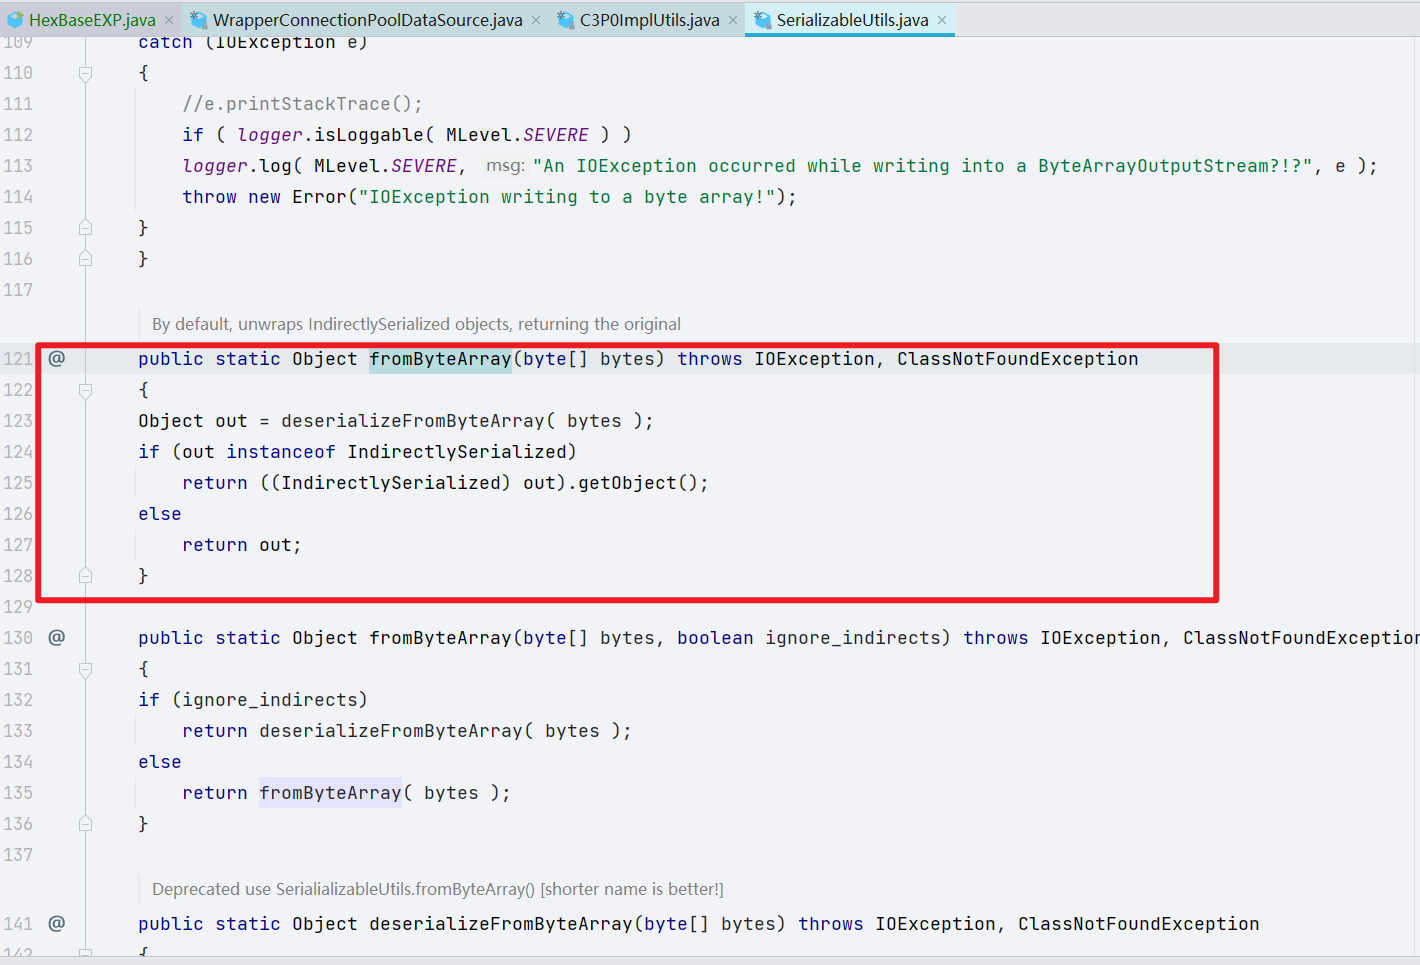 HexBaseEXP.java × WrapperConnectionPoolDataSource.java × C3P0ImplUtils.java × SerializableUtils.java ×
109 catch (IOException e)
110 {
111 //e.printStackTrace();
112 if ( logger.isLoggable( MLevel.SEVERE ) )
113 logger.log( MLevel.SEVERE, msg: "An IOException occurred while writing into a ByteArrayOutputStream?!?", e );
114 throw new Error("IOException writing to a byte array!");
115 }
116 }
117
By default, unwraps IndirectlySerialized objects, returning the original
121 @ public static Object fromByteArray(byte[] bytes) throws IOException, ClassNotFoundException
122 {
123 Object out = deserializeFromByteArray( bytes );
124 if (out instanceof IndirectlySerialized)
125 return ((IndirectlySerialized) out).getObject();
126 else
127 return out;
128 }
129
130 @ public static Object fromByteArray(byte[] bytes, boolean ignore_indirects) throws IOException, ClassNotFoundException
131 {
132 if (ignore_indirects)
133 return deserializeFromByteArray( bytes );
134 else
135 return fromByteArray( bytes );
136 }
137
Deprecated use SerialializableUtils.fromByteArray() [shorter name is better!]
141 @ public static Object deserializeFromByteArray(byte[] bytes) throws IOException, ClassNotFoundException
142 {